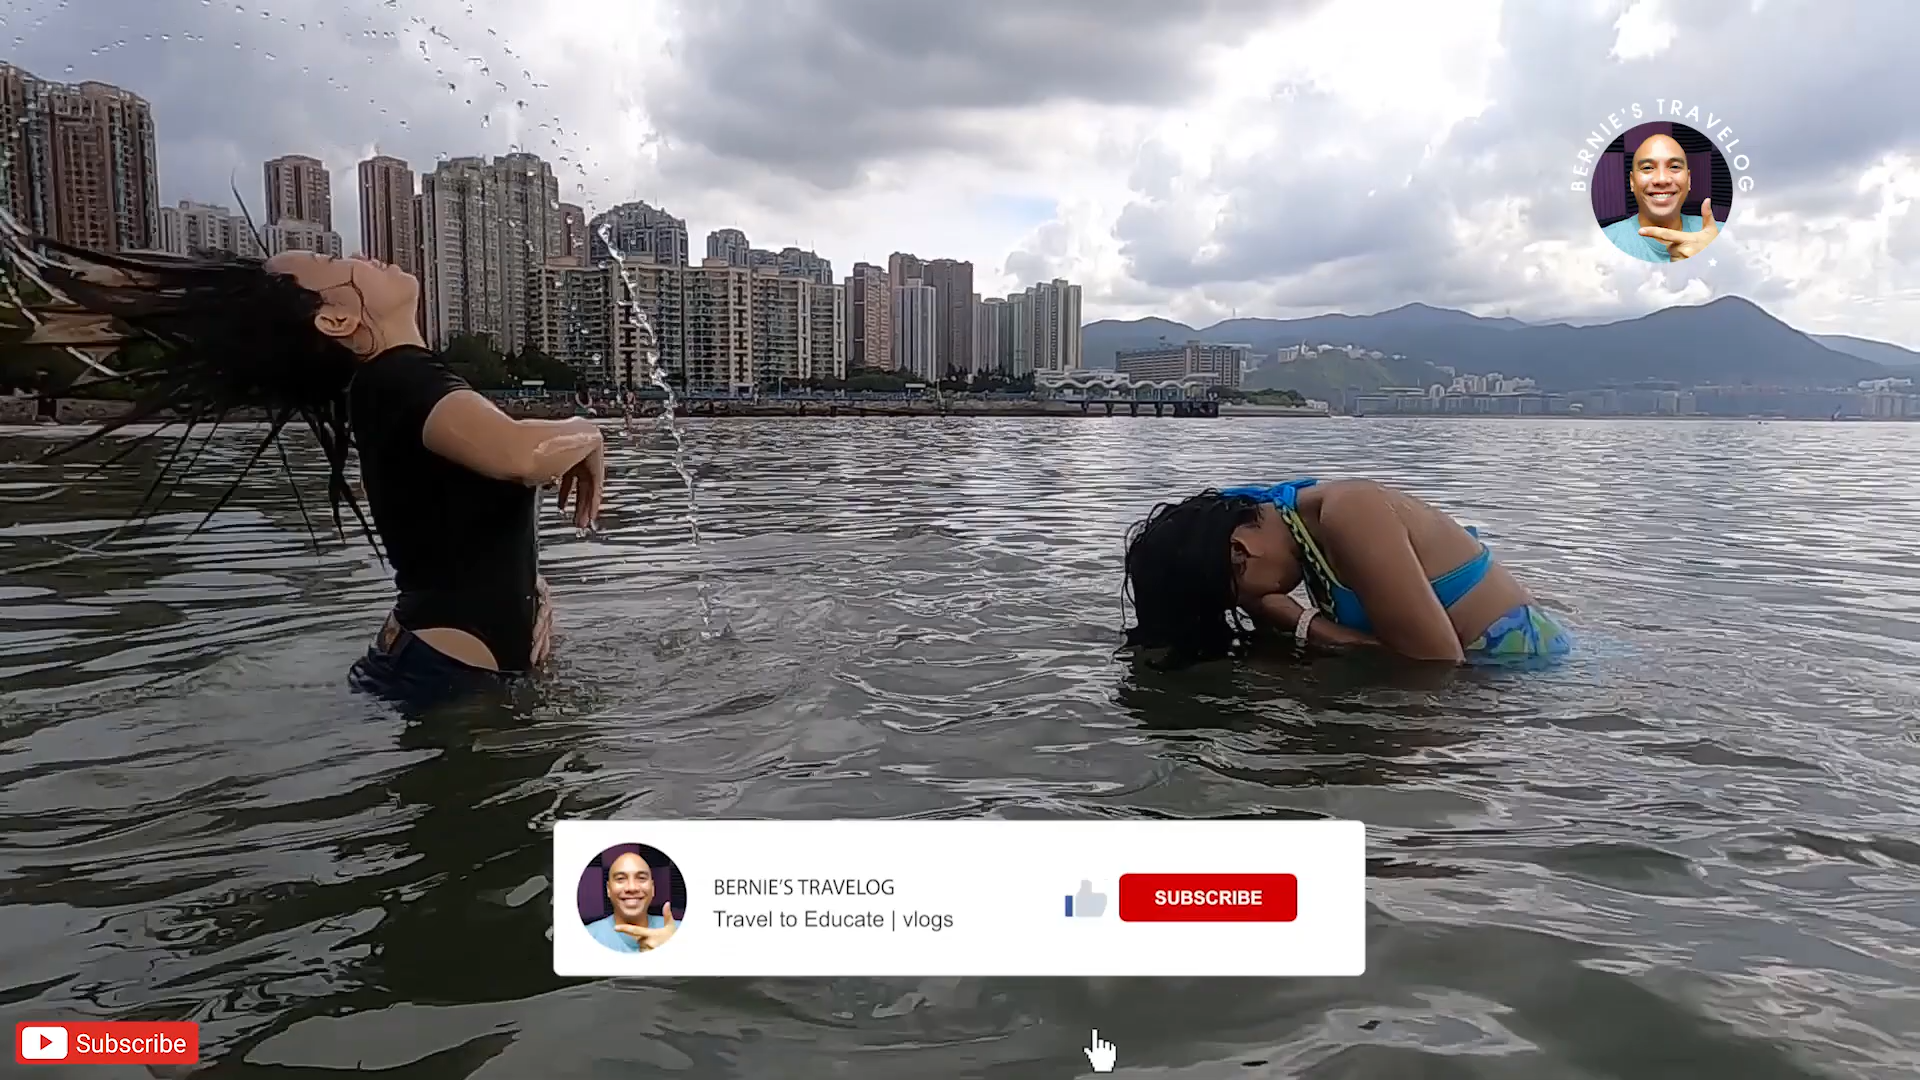 BERNIE'S TRAVELOG
BERNIE'S TRAVELOG
Travel to Educate | vlogs
SUBSCRIBE
Subscribe